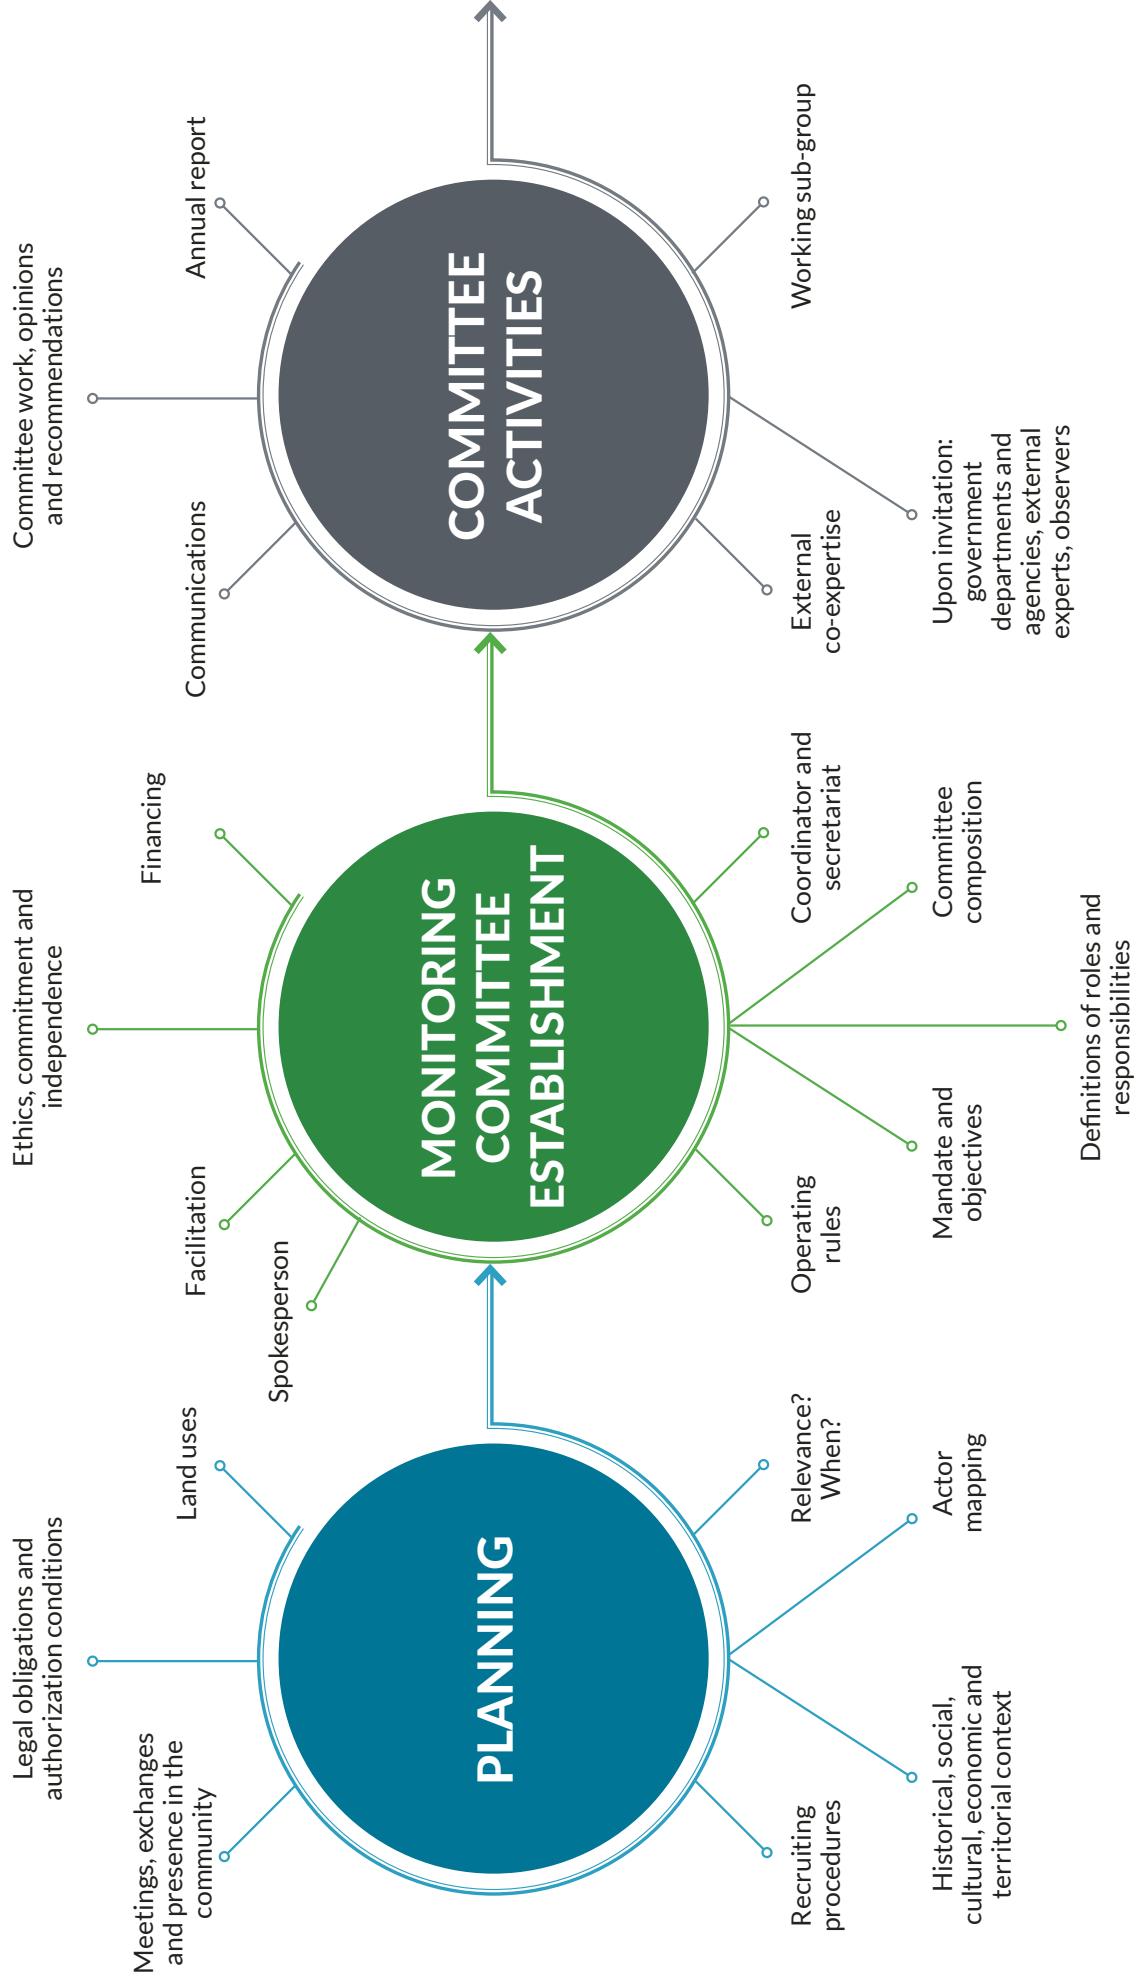 Legal obligations and
authorization conditions
Meetings, exchanges
and presence in the
community
Land uses
PLANNING
Recruiting
procedures
Relevance?
When?
Historical, social,
cultural, economic and
territorial context
Actor
mapping
Ethics, commitment and
independence
Financing
Facilitation
Spokesperson
MONITORING
COMMITTEE
ESTABLISHMENT
Operating
rules
Coordinator and
secretariat
Mandate and
objectives
Committee
composition
Definitions of roles and
responsibilities
Committee work, opinions
and recommendations
Communications
Annual report
COMMITTEE
ACTIVITIES
External
co-expertise
Working sub-group
Upon invitation:
government
departments and
agencies, external
experts, observers